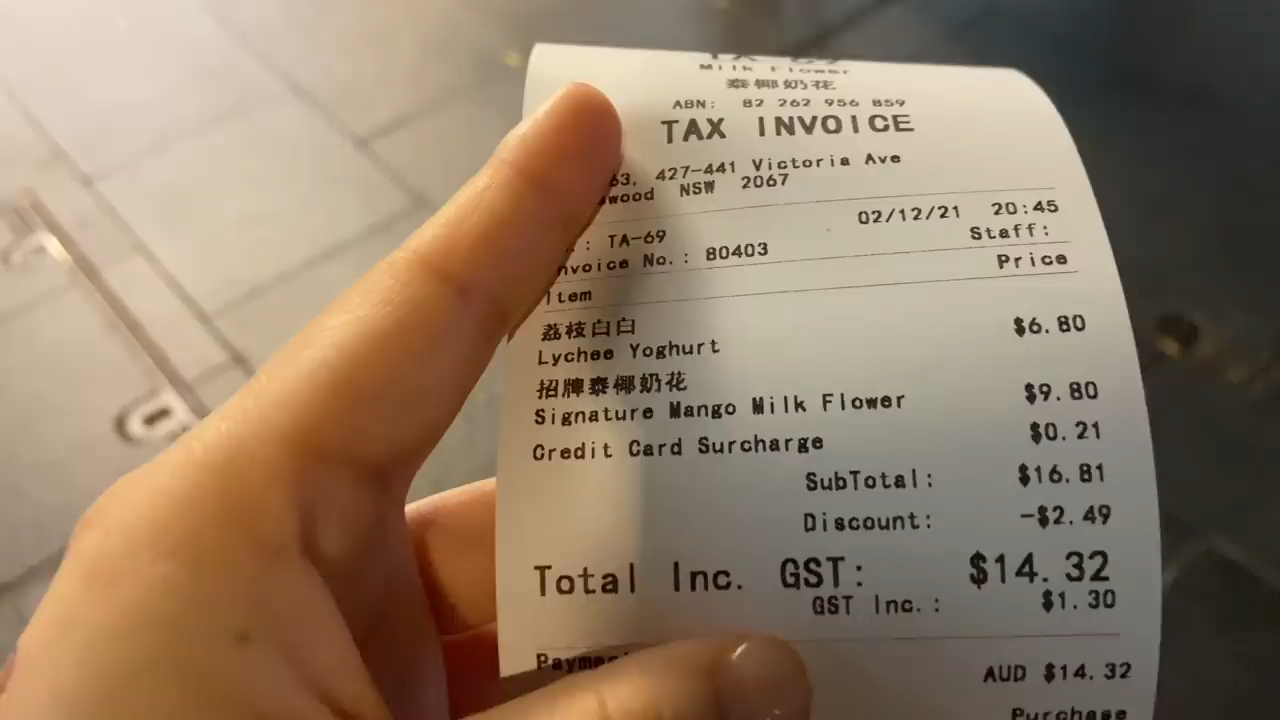 Milk Flower
泰椰奶花
ABN: 82 262 956 859
TAX INVOICE
63, 427-441 Victoria Ave
wood NSW 2067
02/12/21 20:45
: TA-69 Staff:
nvoice No.: 80403
Item Price
荔枝白白 $6.80
Lychee Yoghurt
招牌泰椰奶花
Signature Mango Milk Flower $9.80
Credit Card Surcharge $0.21
SubTotal: $16.81
Discount: -$2.49
Total Inc. GST: $14.32
GST Inc.: $1.30
AUD $14.32
Purchase